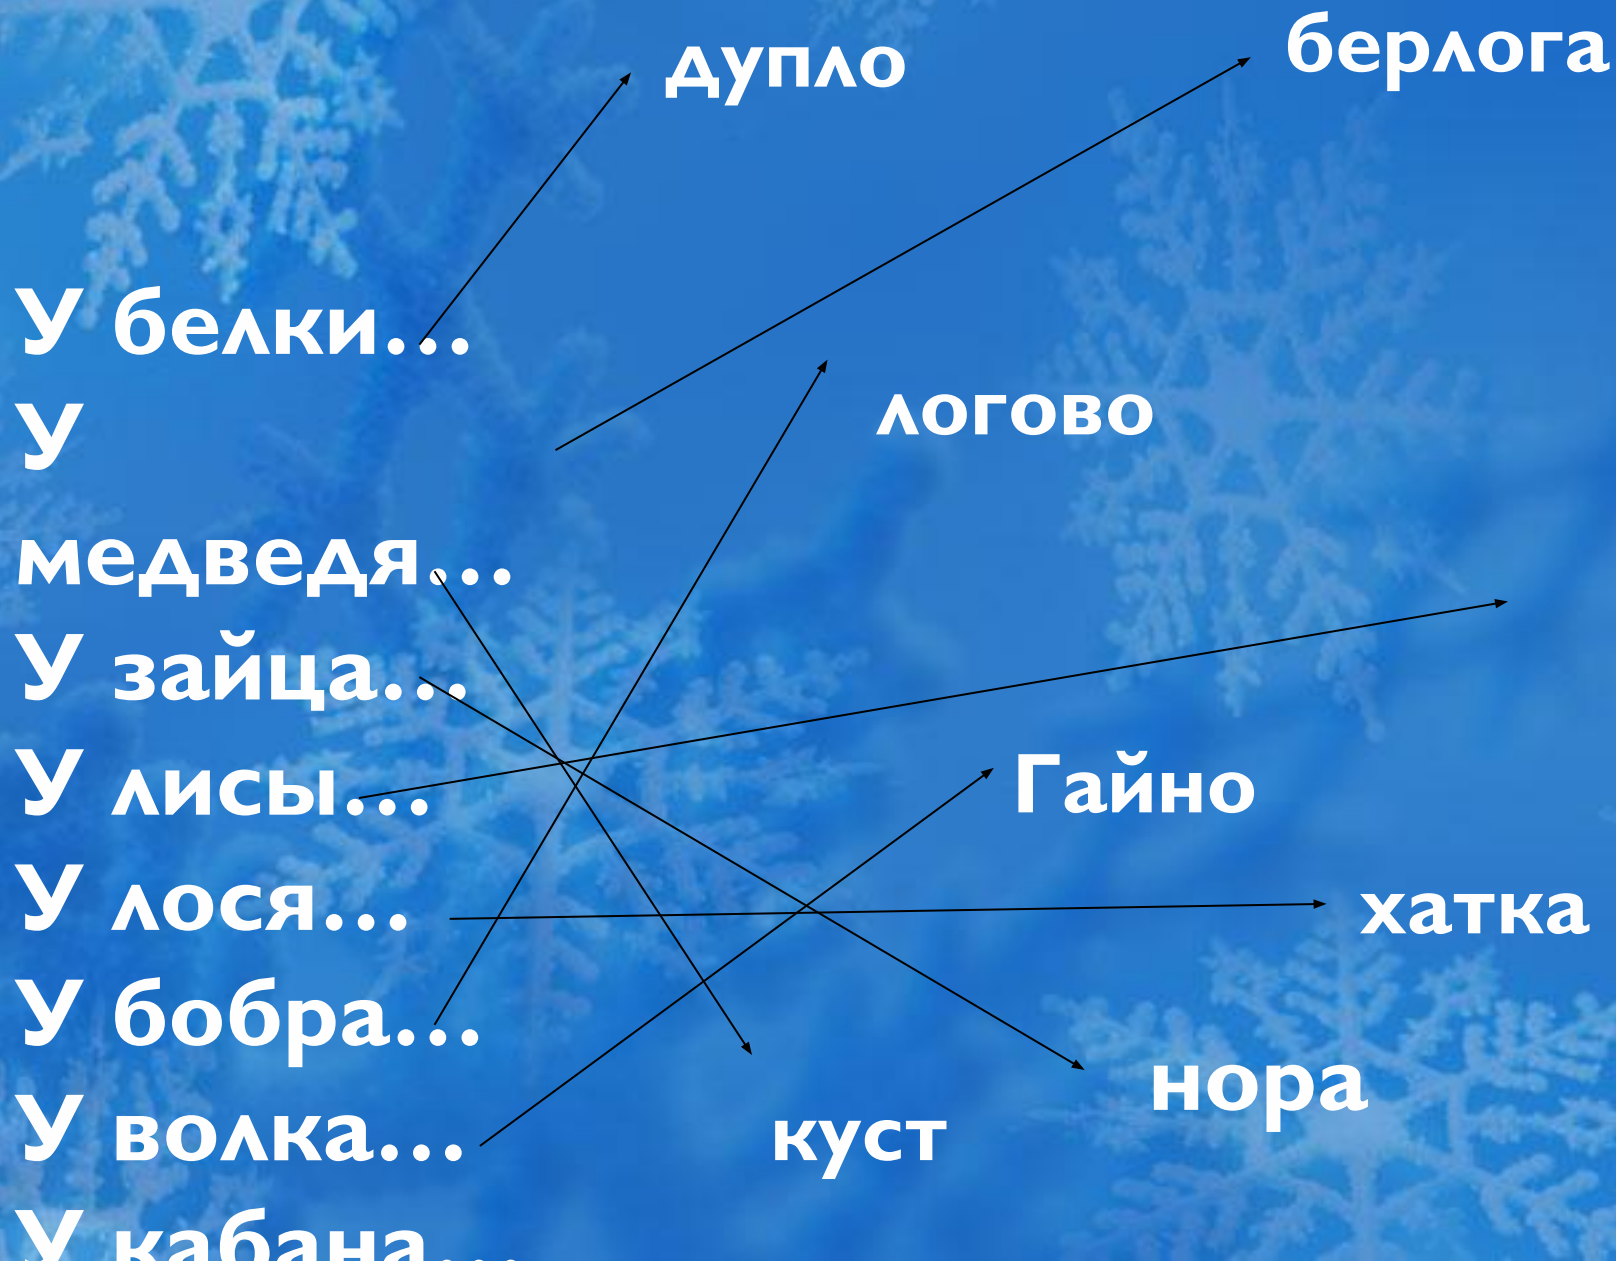 дупло
берлога
У белки...
логово
У
медведя...
У зайца...
У лисы...
Гайно
У лося...
хатка
У бобра...
нора
У волка...
куст
У кабана...